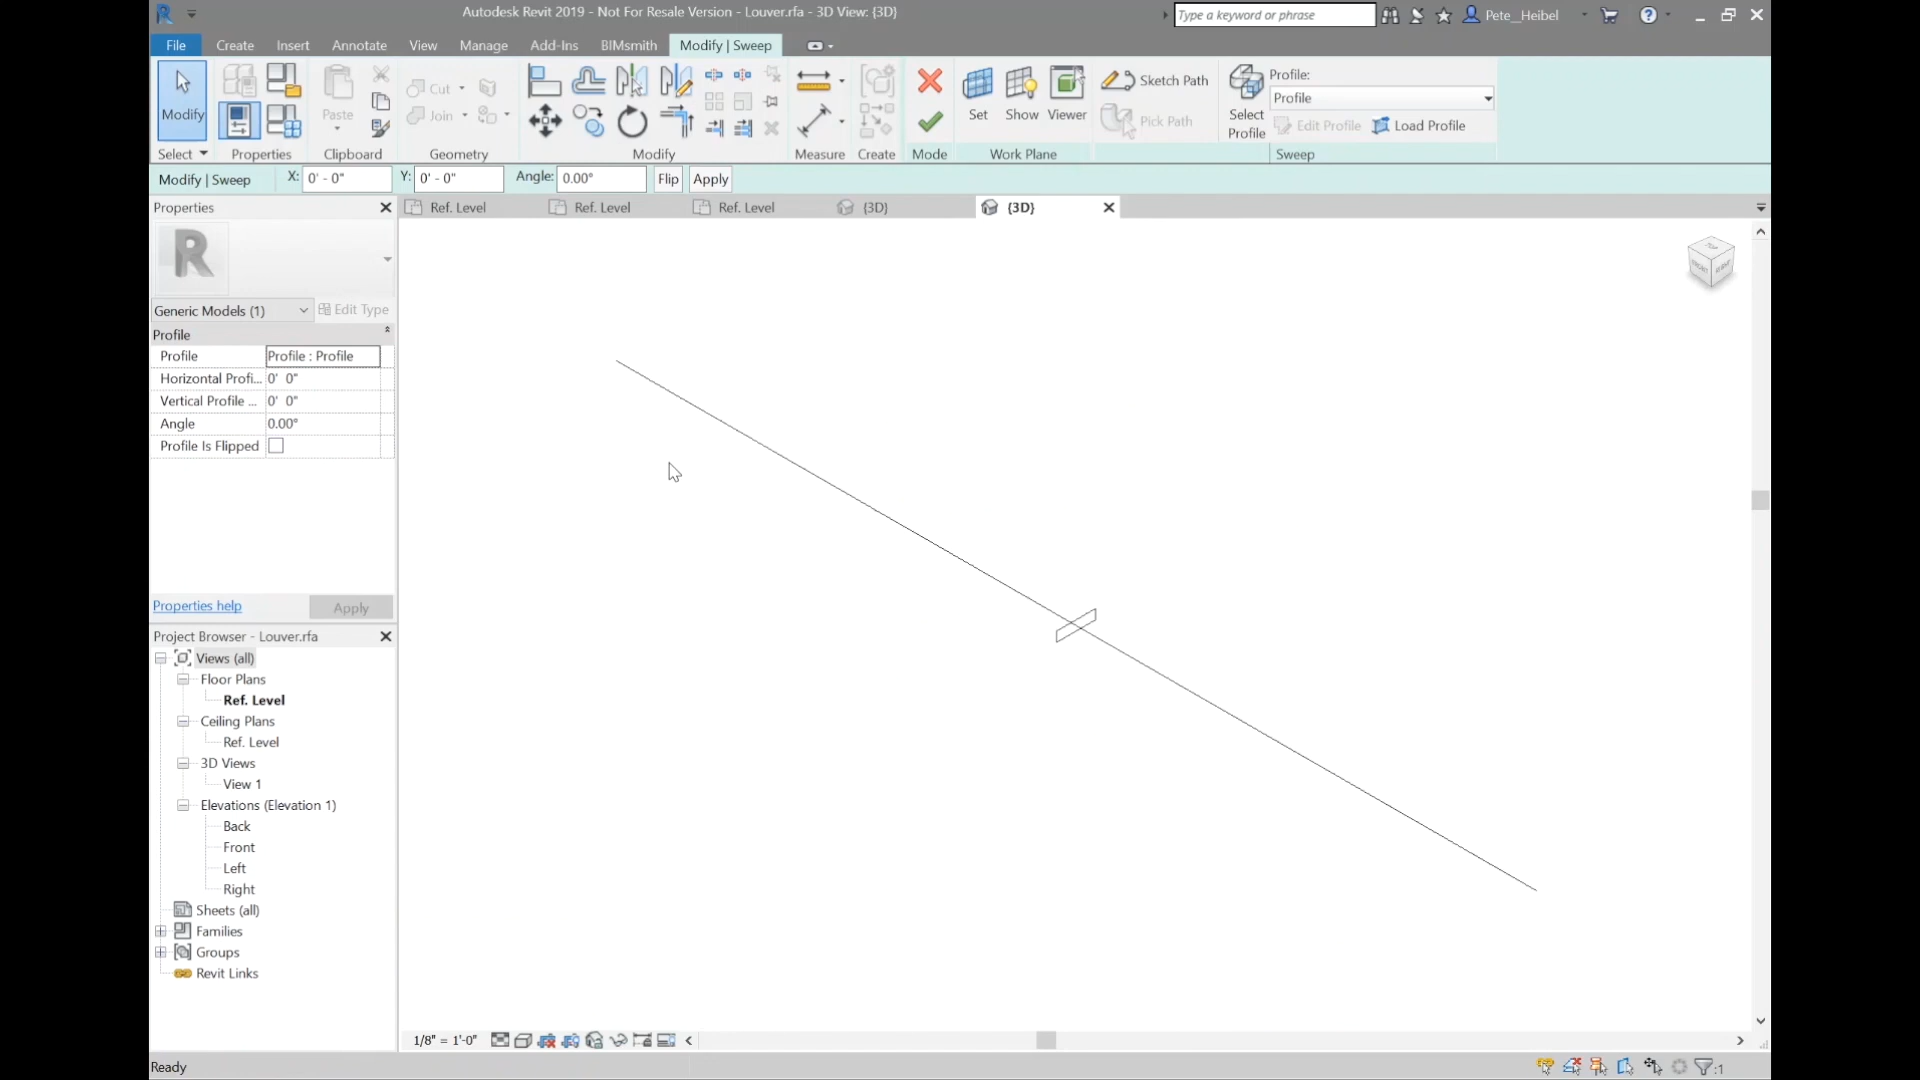 Autodesk Revit 2019 - Not For Resale Version - Louver.rfa - 3D View: {3D}
Type a keyword or phrase
Pete_Heibel
File Create Insert Annotate View Manage Add-Ins BIMsmith Modify | Sweep
Modify
Paste
Cut
Join
Set Show Viewer
Sketch Path
Pick Path
Select Profile
Profile:
Profile
Edit Profile Load Profile
Select Properties Clipboard Geometry Modify Measure Create Mode Work Plane Sweep
Modify | Sweep X: 0' - 0" Y: 0' - 0" Angle: 0.00° Flip Apply
Properties
Ref. Level Ref. Level Ref. Level {3D} {3D}
Generic Models (1) Edit Type
Profile
Profile Profile : Profile
Horizontal Profi... 0' 0"
Vertical Profile ... 0' 0"
Angle 0.00°
Profile Is Flipped
Properties help Apply
Project Browser - Louver.rfa
Views (all)
Floor Plans
Ref. Level
Ceiling Plans
Ref. Level
3D Views
View 1
Elevations (Elevation 1)
Back
Front
Left
Right
Sheets (all)
Families
Groups
Revit Links
1/8" = 1'-0"
Ready
:1